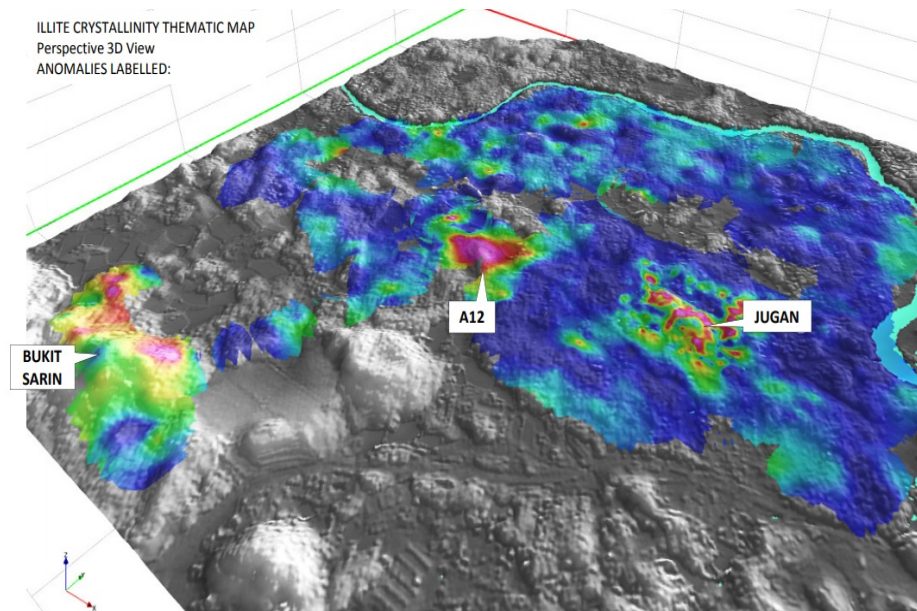 ILLITE CRYSTALLINITY THEMATIC MAP
Perspective 3D View
ANOMALIES LABELLED:
A12
JUGAN
BUKIT
SARIN
z
y
x